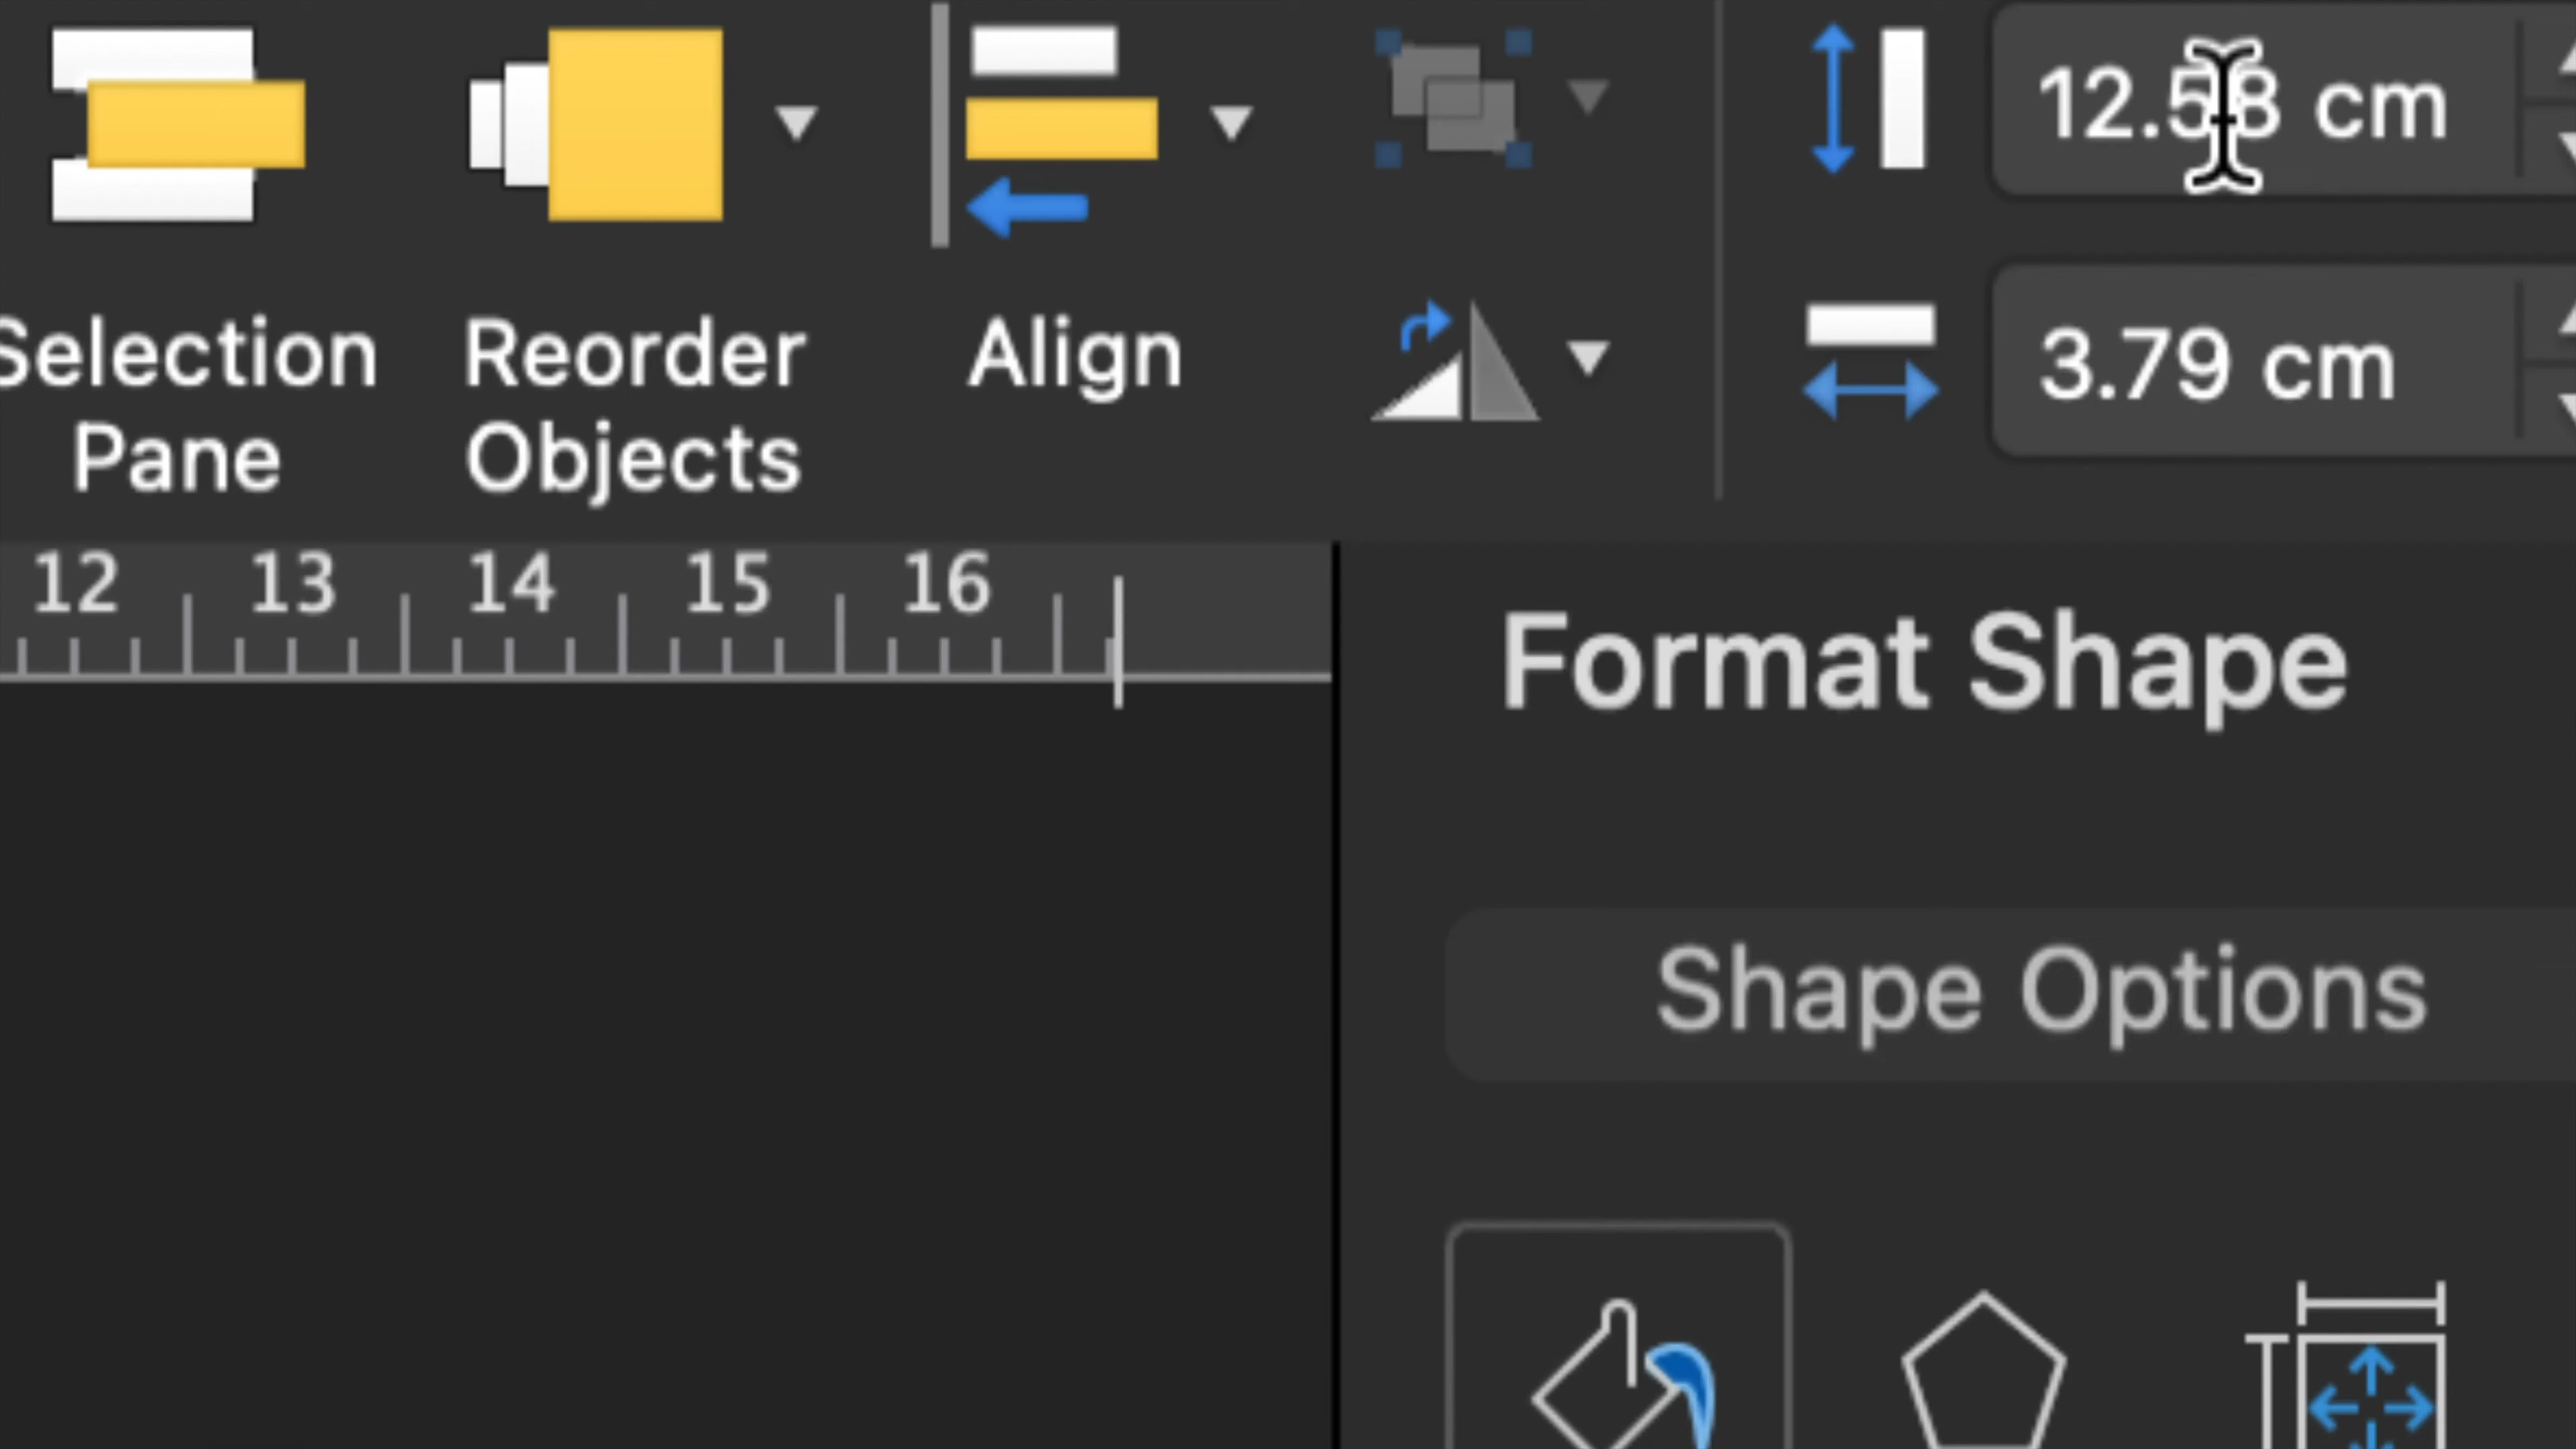 12.58 cm
Selection Pane
Reorder Objects
Align
3.79 cm
12 13 14 15 16
Format Shape
Shape Options